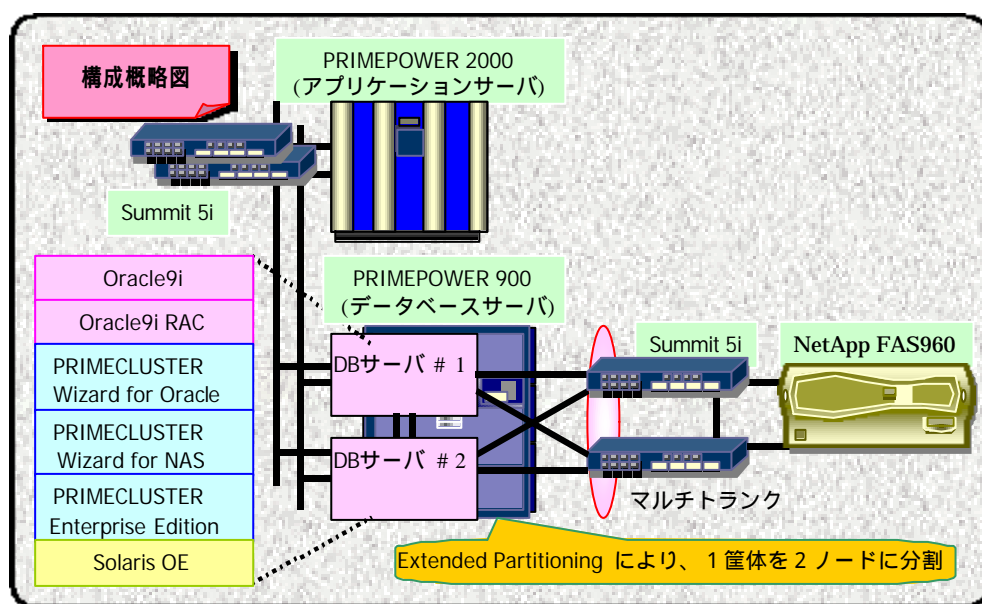 構成概略図
PRIMEPOWER 2000
(アプリケーションサーバ)
Summit 5i
Oracle9i
Oracle9i RAC
PRIMECLUSTER
Wizard for Oracle
PRIMECLUSTER
Wizard for NAS
PRIMECLUSTER
Enterprise Edition
Solaris OE
PRIMEPOWER 900
(データベースサーバ)
DBサーバ #1
DBサーバ #2
Summit 5i
NetApp FAS960
マルチトランク
Extended Partitioning により、1筐体を2ノードに分割